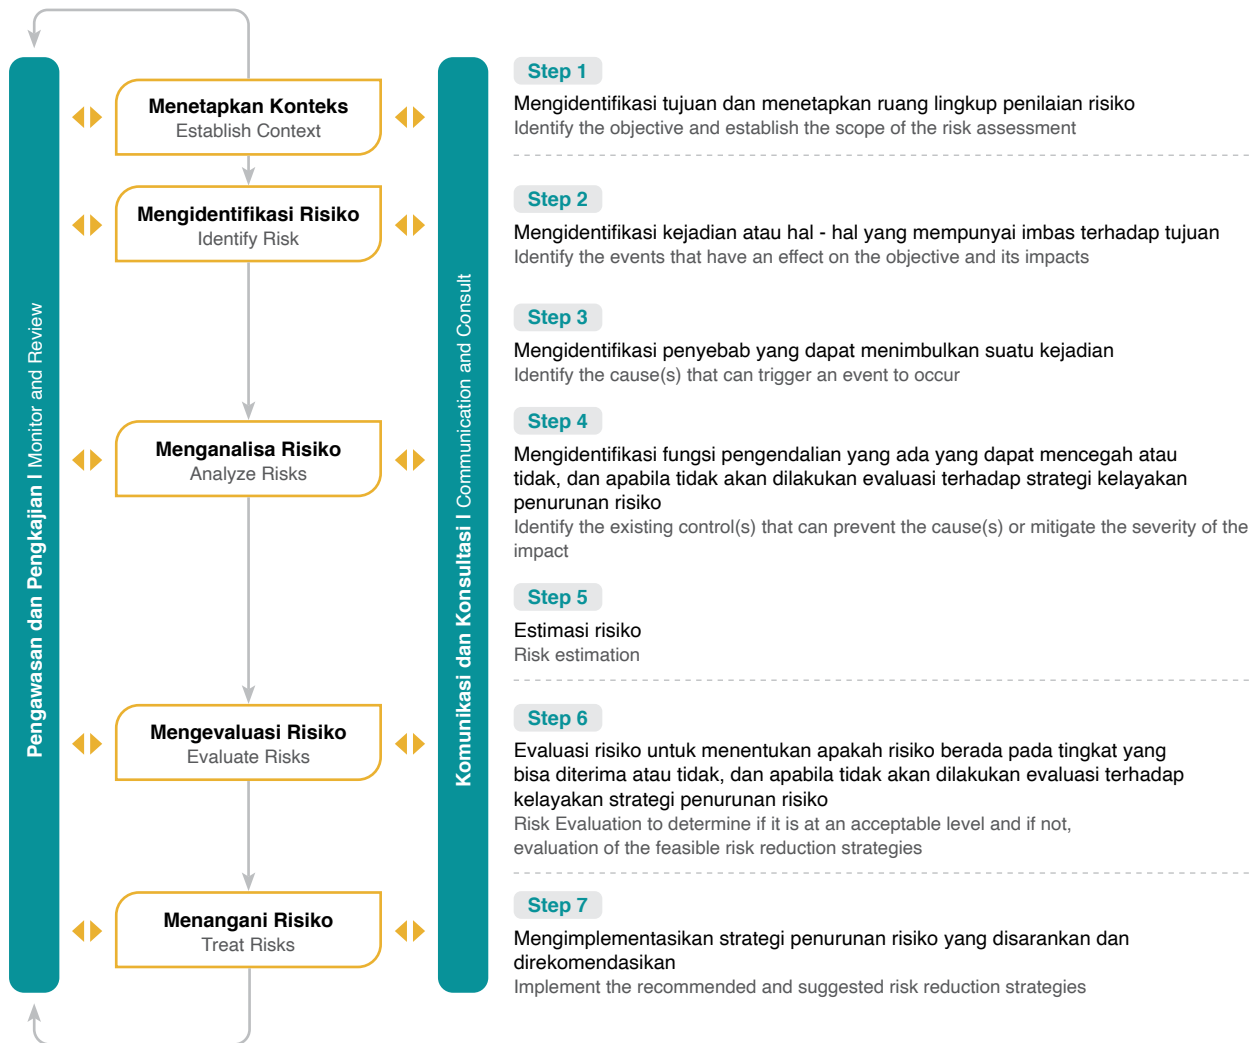 Pengawasan dan Pengkajian I Monitor and Review
Menetapkan Konteks
Establish Context
Mengidentifikasi Risiko
Identify Risk
Menganalisa Risiko
Analyze Risks
Mengevaluasi Risiko
Evaluate Risks
Menangani Risiko
Treat Risks
Komunikasi dan Konsultasi I Communication and Consult
Step 1
Mengidentifikasi tujuan dan menetapkan ruang lingkup penilaian risiko
Identify the objective and establish the scope of the risk assessment
Step 2
Mengidentifikasi kejadian atau hal - hal yang mempunyai imbas terhadap tujuan
Identify the events that have an effect on the objective and its impacts
Step 3
Mengidentifikasi penyebab yang dapat menimbulkan suatu kejadian
Identify the cause(s) that can trigger an event to occur
Step 4
Mengidentifikasi fungsi pengendalian yang ada yang dapat mencegah atau
tidak, dan apabila tidak akan dilakukan evaluasi terhadap strategi kelayakan
penurunan risiko
Identify the existing control(s) that can prevent the cause(s) or mitigate the severity of the
impact
Step 5
Estimasi risiko
Risk estimation
Step 6
Evaluasi risiko untuk menentukan apakah risiko berada pada tingkat yang
bisa diterima atau tidak, dan apabila tidak akan dilakukan evaluasi terhadap
kelayakan strategi penurunan risiko
Risk Evaluation to determine if it is at an acceptable level and if not,
evaluation of the feasible risk reduction strategies
Step 7
Mengimplementasikan strategi penurunan risiko yang disarankan dan
direkomendasikan
Implement the recommended and suggested risk reduction strategies